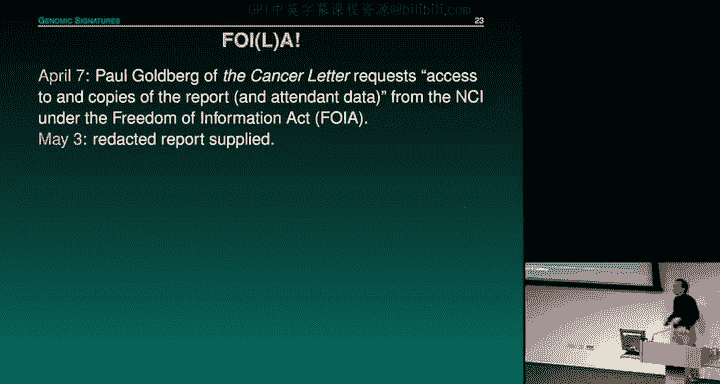 GPT中英字幕课程资源@bilibili.com
GENOMIC SIGNATURES 23
FOI(L)A!
April 7: Paul Goldberg of the Cancer Letter requests “access
to and copies of the report (and attendant data)” from the NCI
under the Freedom of Information Act (FOIA).
May 3: redacted report supplied.